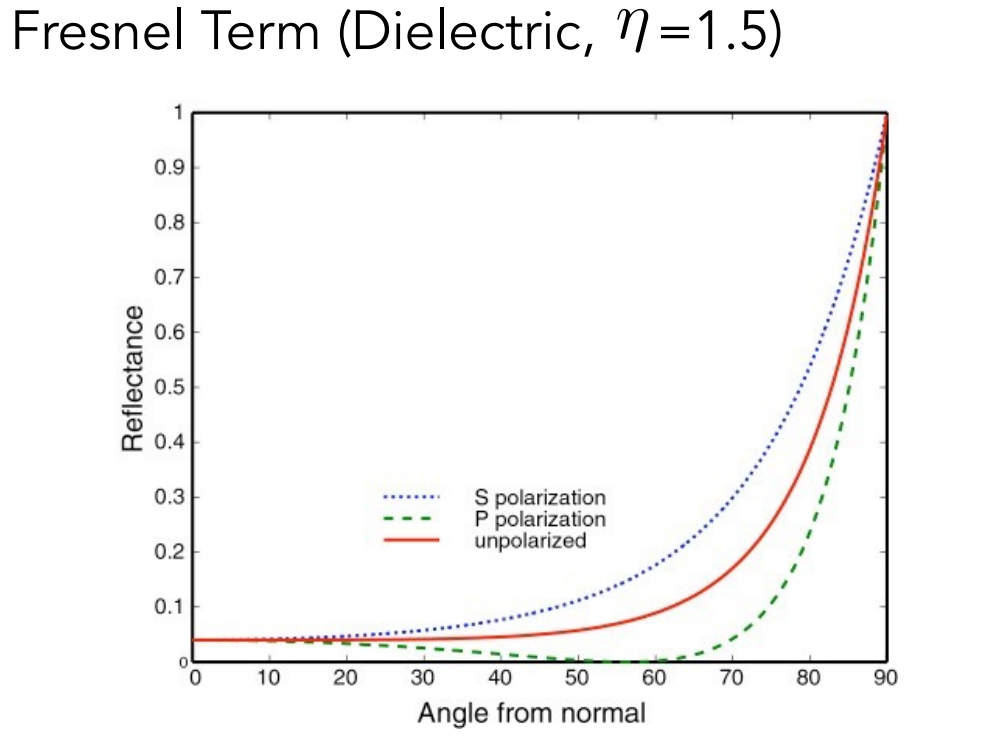 Fresnel Term (Dielectric, η=1.5)
1
0.9
0.8
0.7
0.6
0.5
0.4
0.3
0.2
0.1
0
Reflectance
S polarization
P polarization
unpolarized
0 10 20 30 40 50 60 70 80 90
Angle from normal